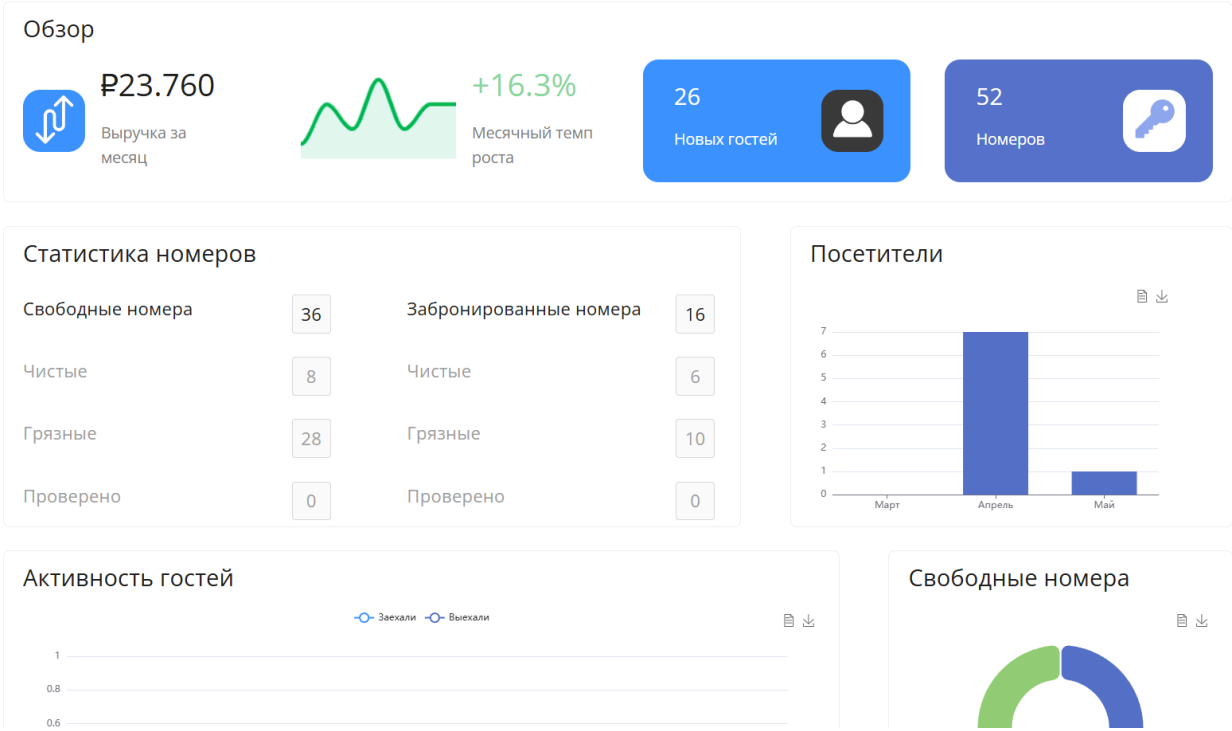 Обзор
₽23.760
Выручка за
месяц
+16.3%
Месячный темп
роста
26
Новых гостей
52
Номеров
Статистика номеров
Свободные номера 36
Чистые 8
Грязные 28
Проверено 0
Забронированные номера 16
Чистые 6
Грязные 10
Проверено 0
Посетители
7
6
5
4
3
2
1
0
Март Апрель Май
Активность гостей
Заехали Выехали
1
0.8
0.6
Свободные номера